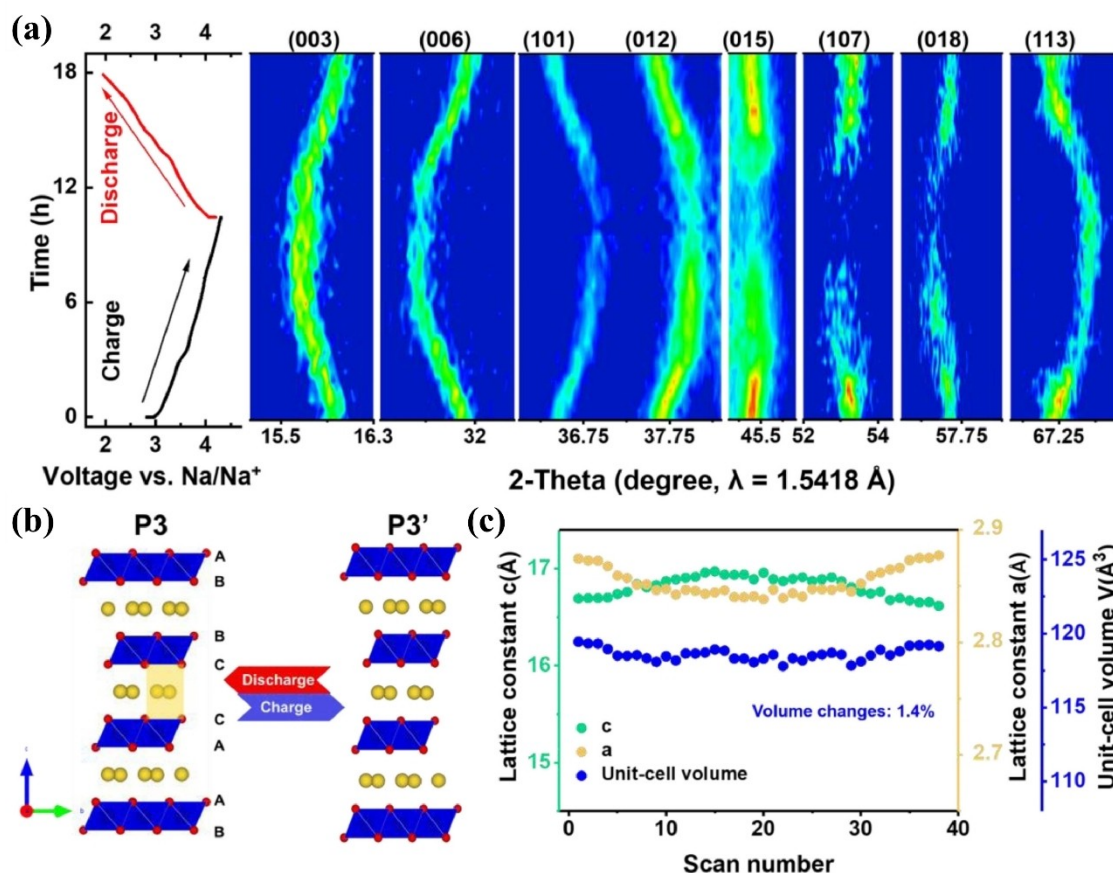 (a)
2 3 4
(003) (006) (101) (012) (015) (107) (018) (113)
18
12
6
0
Time (h)
Discharge
Charge
2 3 4
Voltage vs. Na/Na⁺
15.5 16.3 32 36.75 37.75 45.5 52 54 57.75 67.25
2-Theta (degree, λ = 1.5418 Å)
(b)
P3
P3’
A
B
B
C
C
A
A
B
Discharge
Charge
c
b
(c)
Lattice constant c(Å)
17
16
15
2.9
2.8
2.7
Lattice constant a(Å)
125
120
115
110
Unit-cell volume V(Å³)
Volume changes: 1.4%
c
a
Unit-cell volume
0 10 20 30 40
Scan number